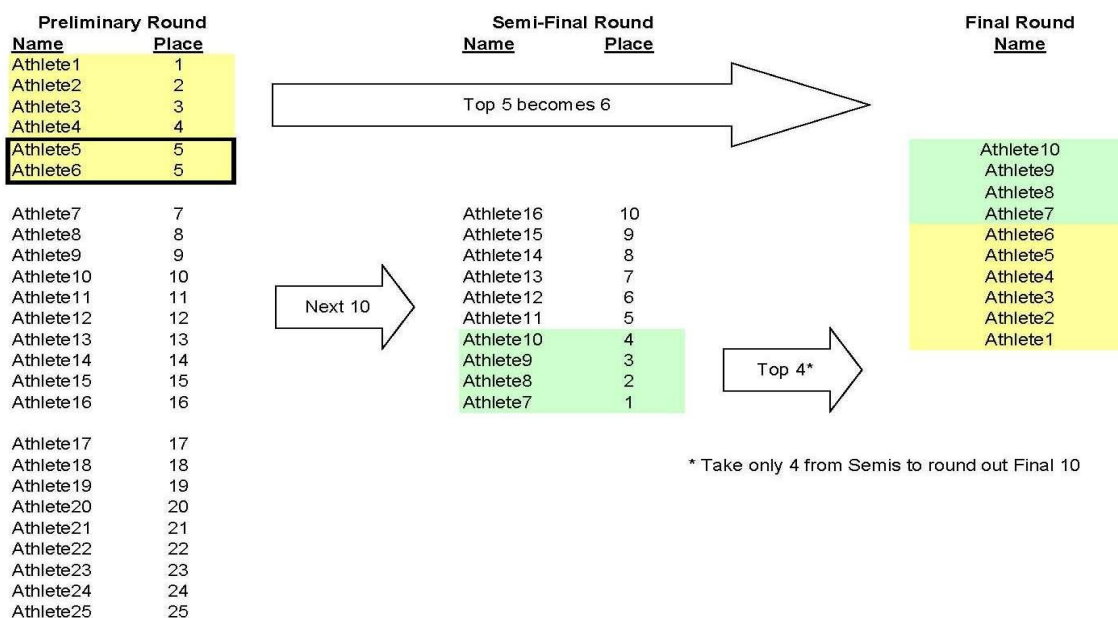 Preliminary Round
Name Place
Athlete1 1
Athlete2 2
Athlete3 3
Athlete4 4
Athlete5 5
Athlete6 5
Athlete7 7
Athlete8 8
Athlete9 9
Athlete10 10
Athlete11 11
Athlete12 12
Athlete13 13
Athlete14 14
Athlete15 15
Athlete16 16
Athlete17 17
Athlete18 18
Athlete19 19
Athlete20 20
Athlete21 21
Athlete22 22
Athlete23 23
Athlete24 24
Athlete25 25
Top 5 becomes 6
Next 10
Semi-Final Round
Name Place
Athlete16 10
Athlete15 9
Athlete14 8
Athlete13 7
Athlete12 6
Athlete11 5
Athlete10 4
Athlete9 3
Athlete8 2
Athlete7 1
Top 4*
* Take only 4 from Semis to round out Final 10
Final Round
Name
Athlete10
Athlete9
Athlete8
Athlete7
Athlete6
Athlete5
Athlete4
Athlete3
Athlete2
Athlete1